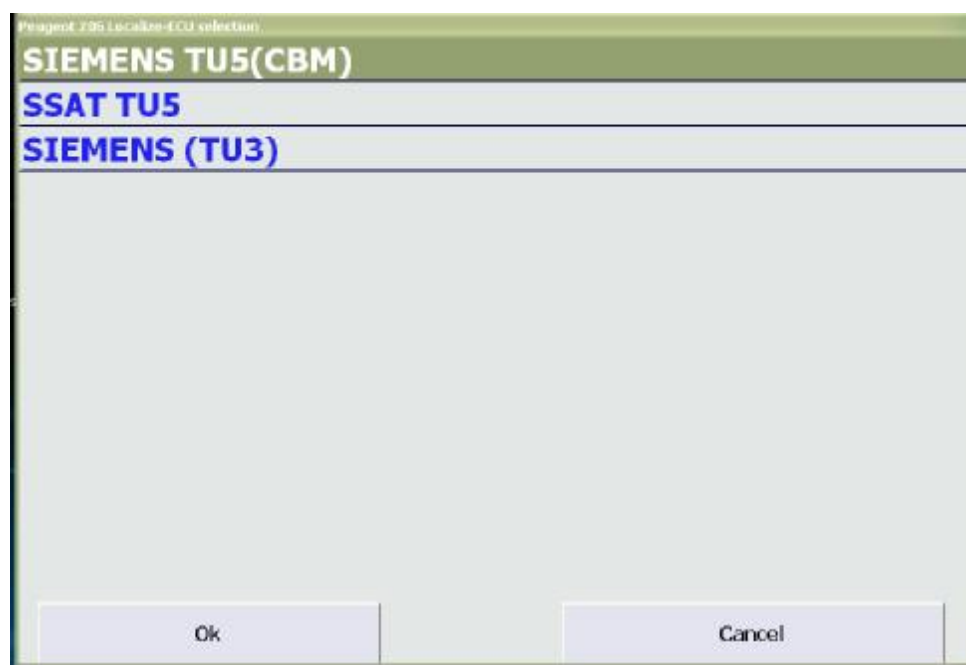 Peugeot 206 Localize-ECU selection
SIEMENS TU5(CBM)
SSAT TU5
SIEMENS (TU3)
Ok
Cancel